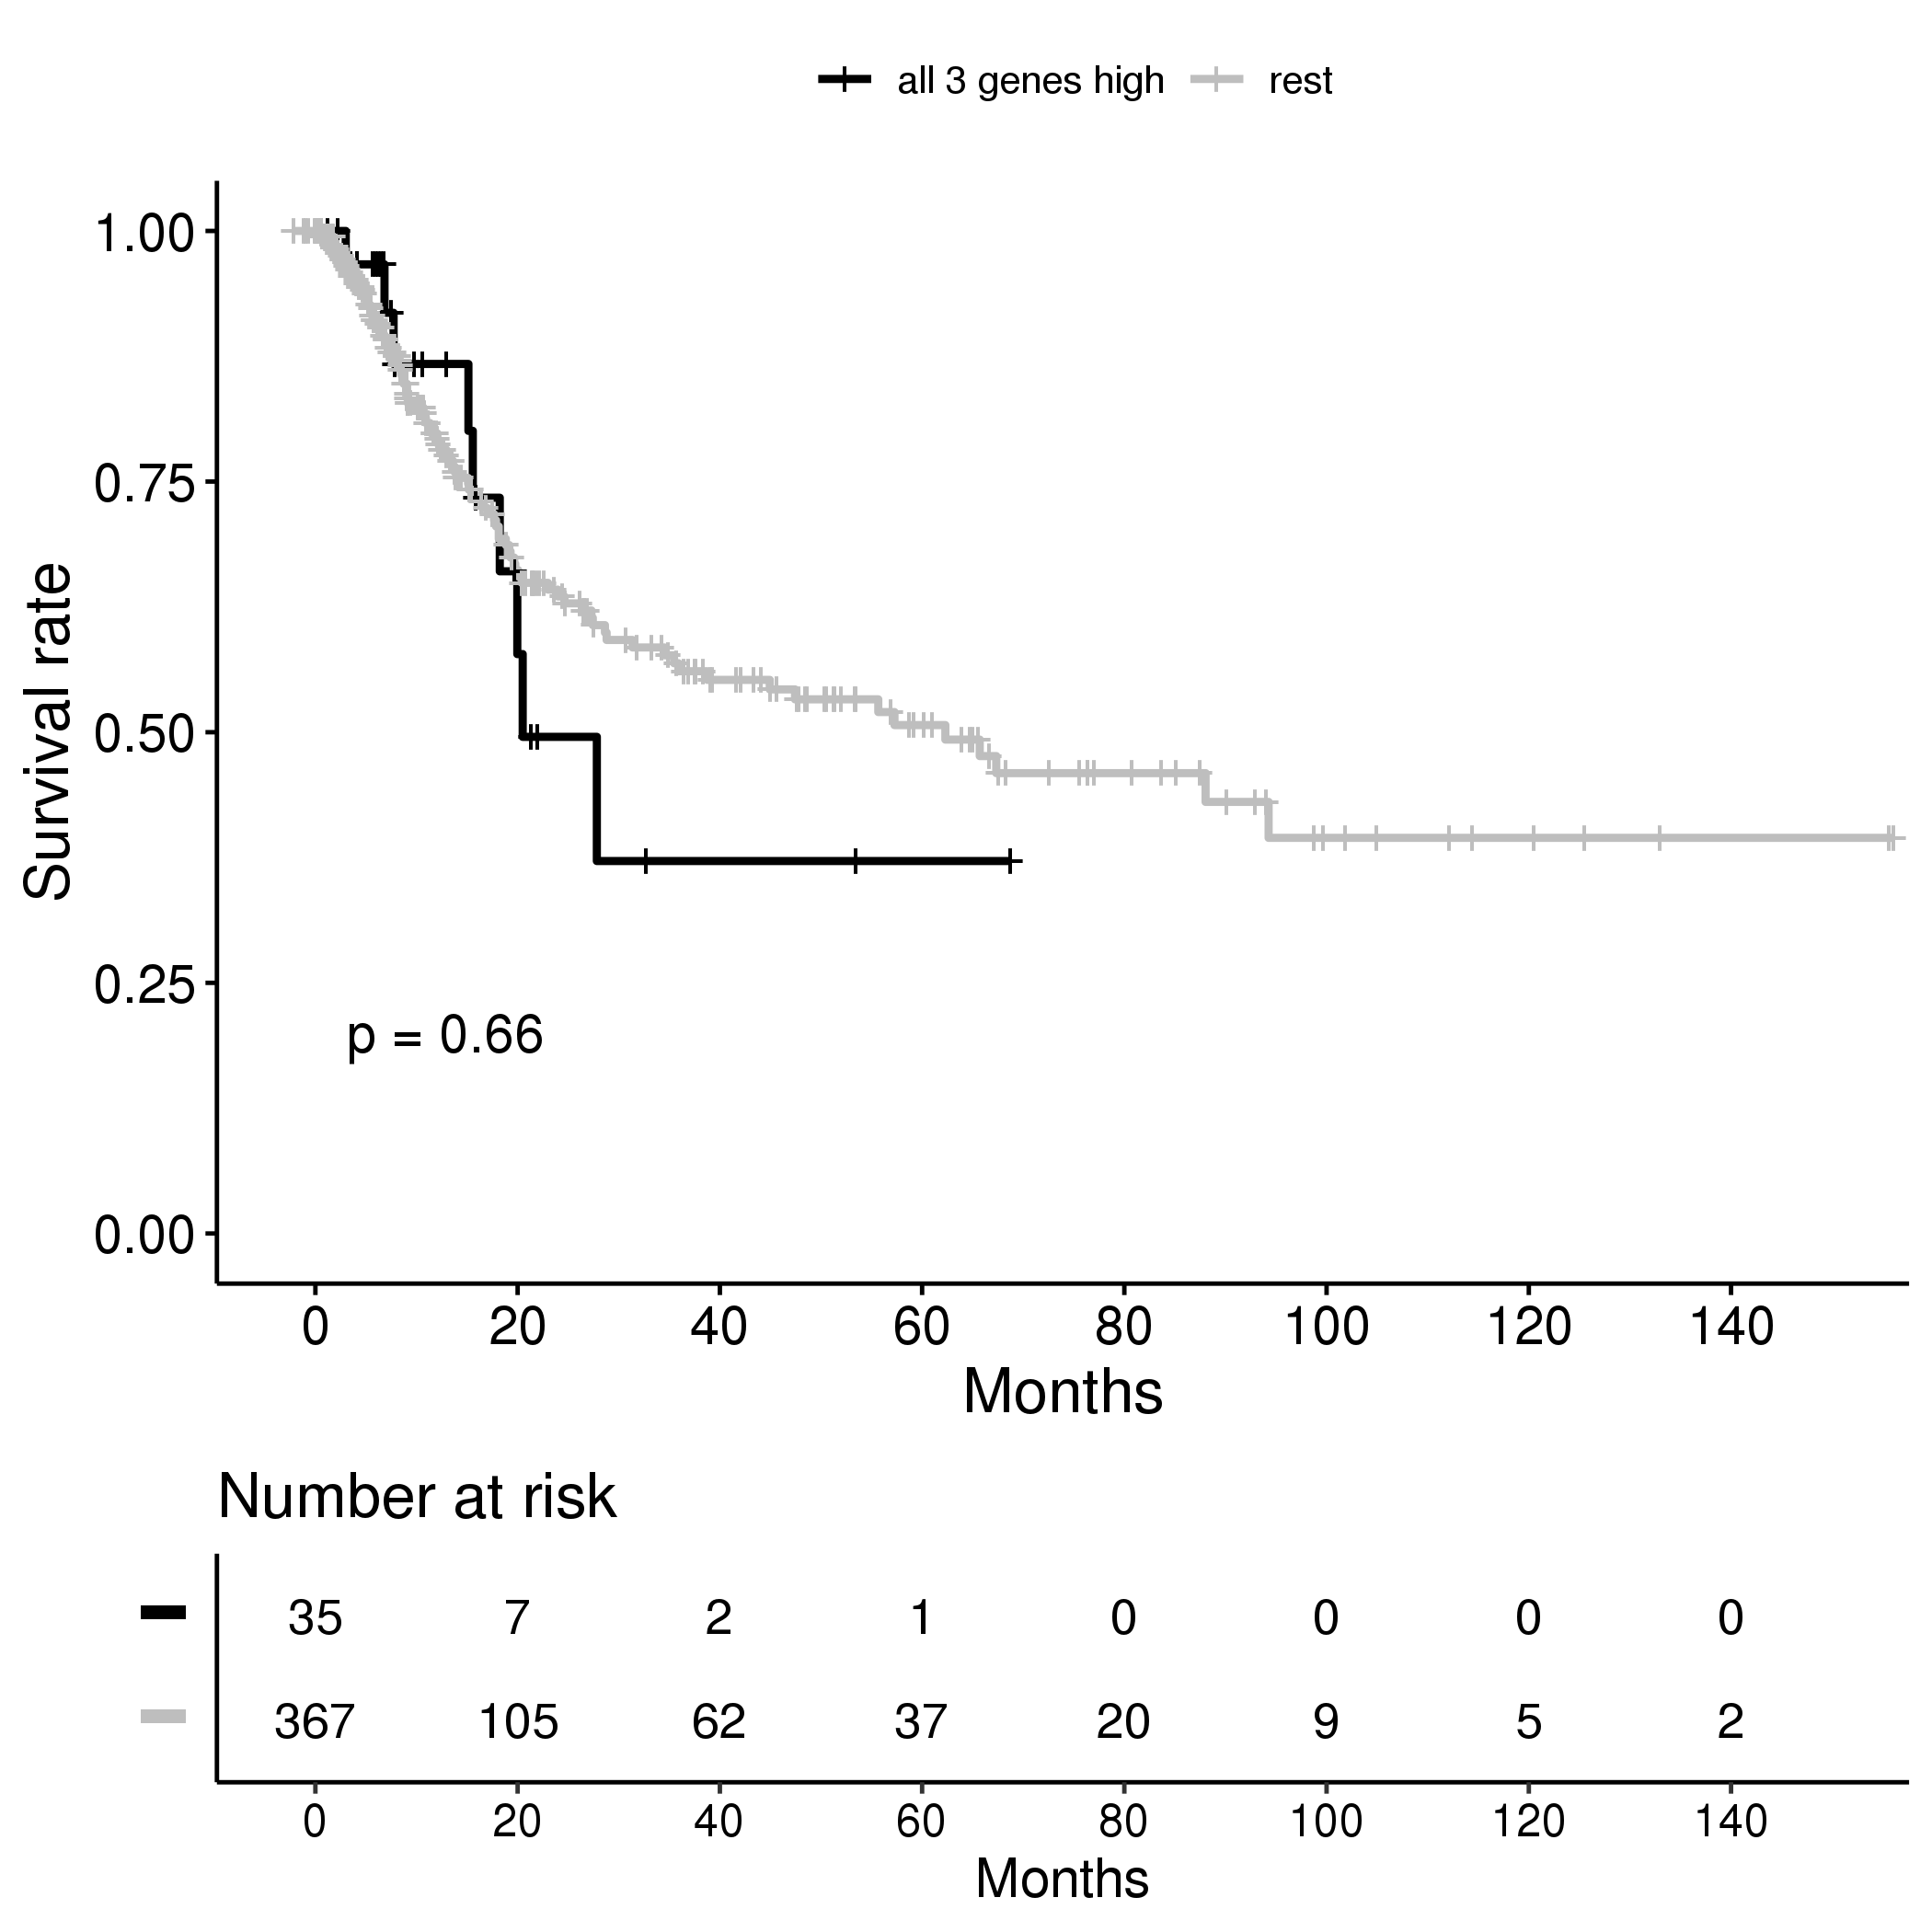 all 3 genes high rest
1.00
0.75
0.50
0.25
0.00
Survival rate
p = 0.66
0 20 40 60 80 100 120 140
Months
Number at risk
35 7 2 1 0 0 0 0
367 105 62 37 20 9 5 2
0 20 40 60 80 100 120 140
Months